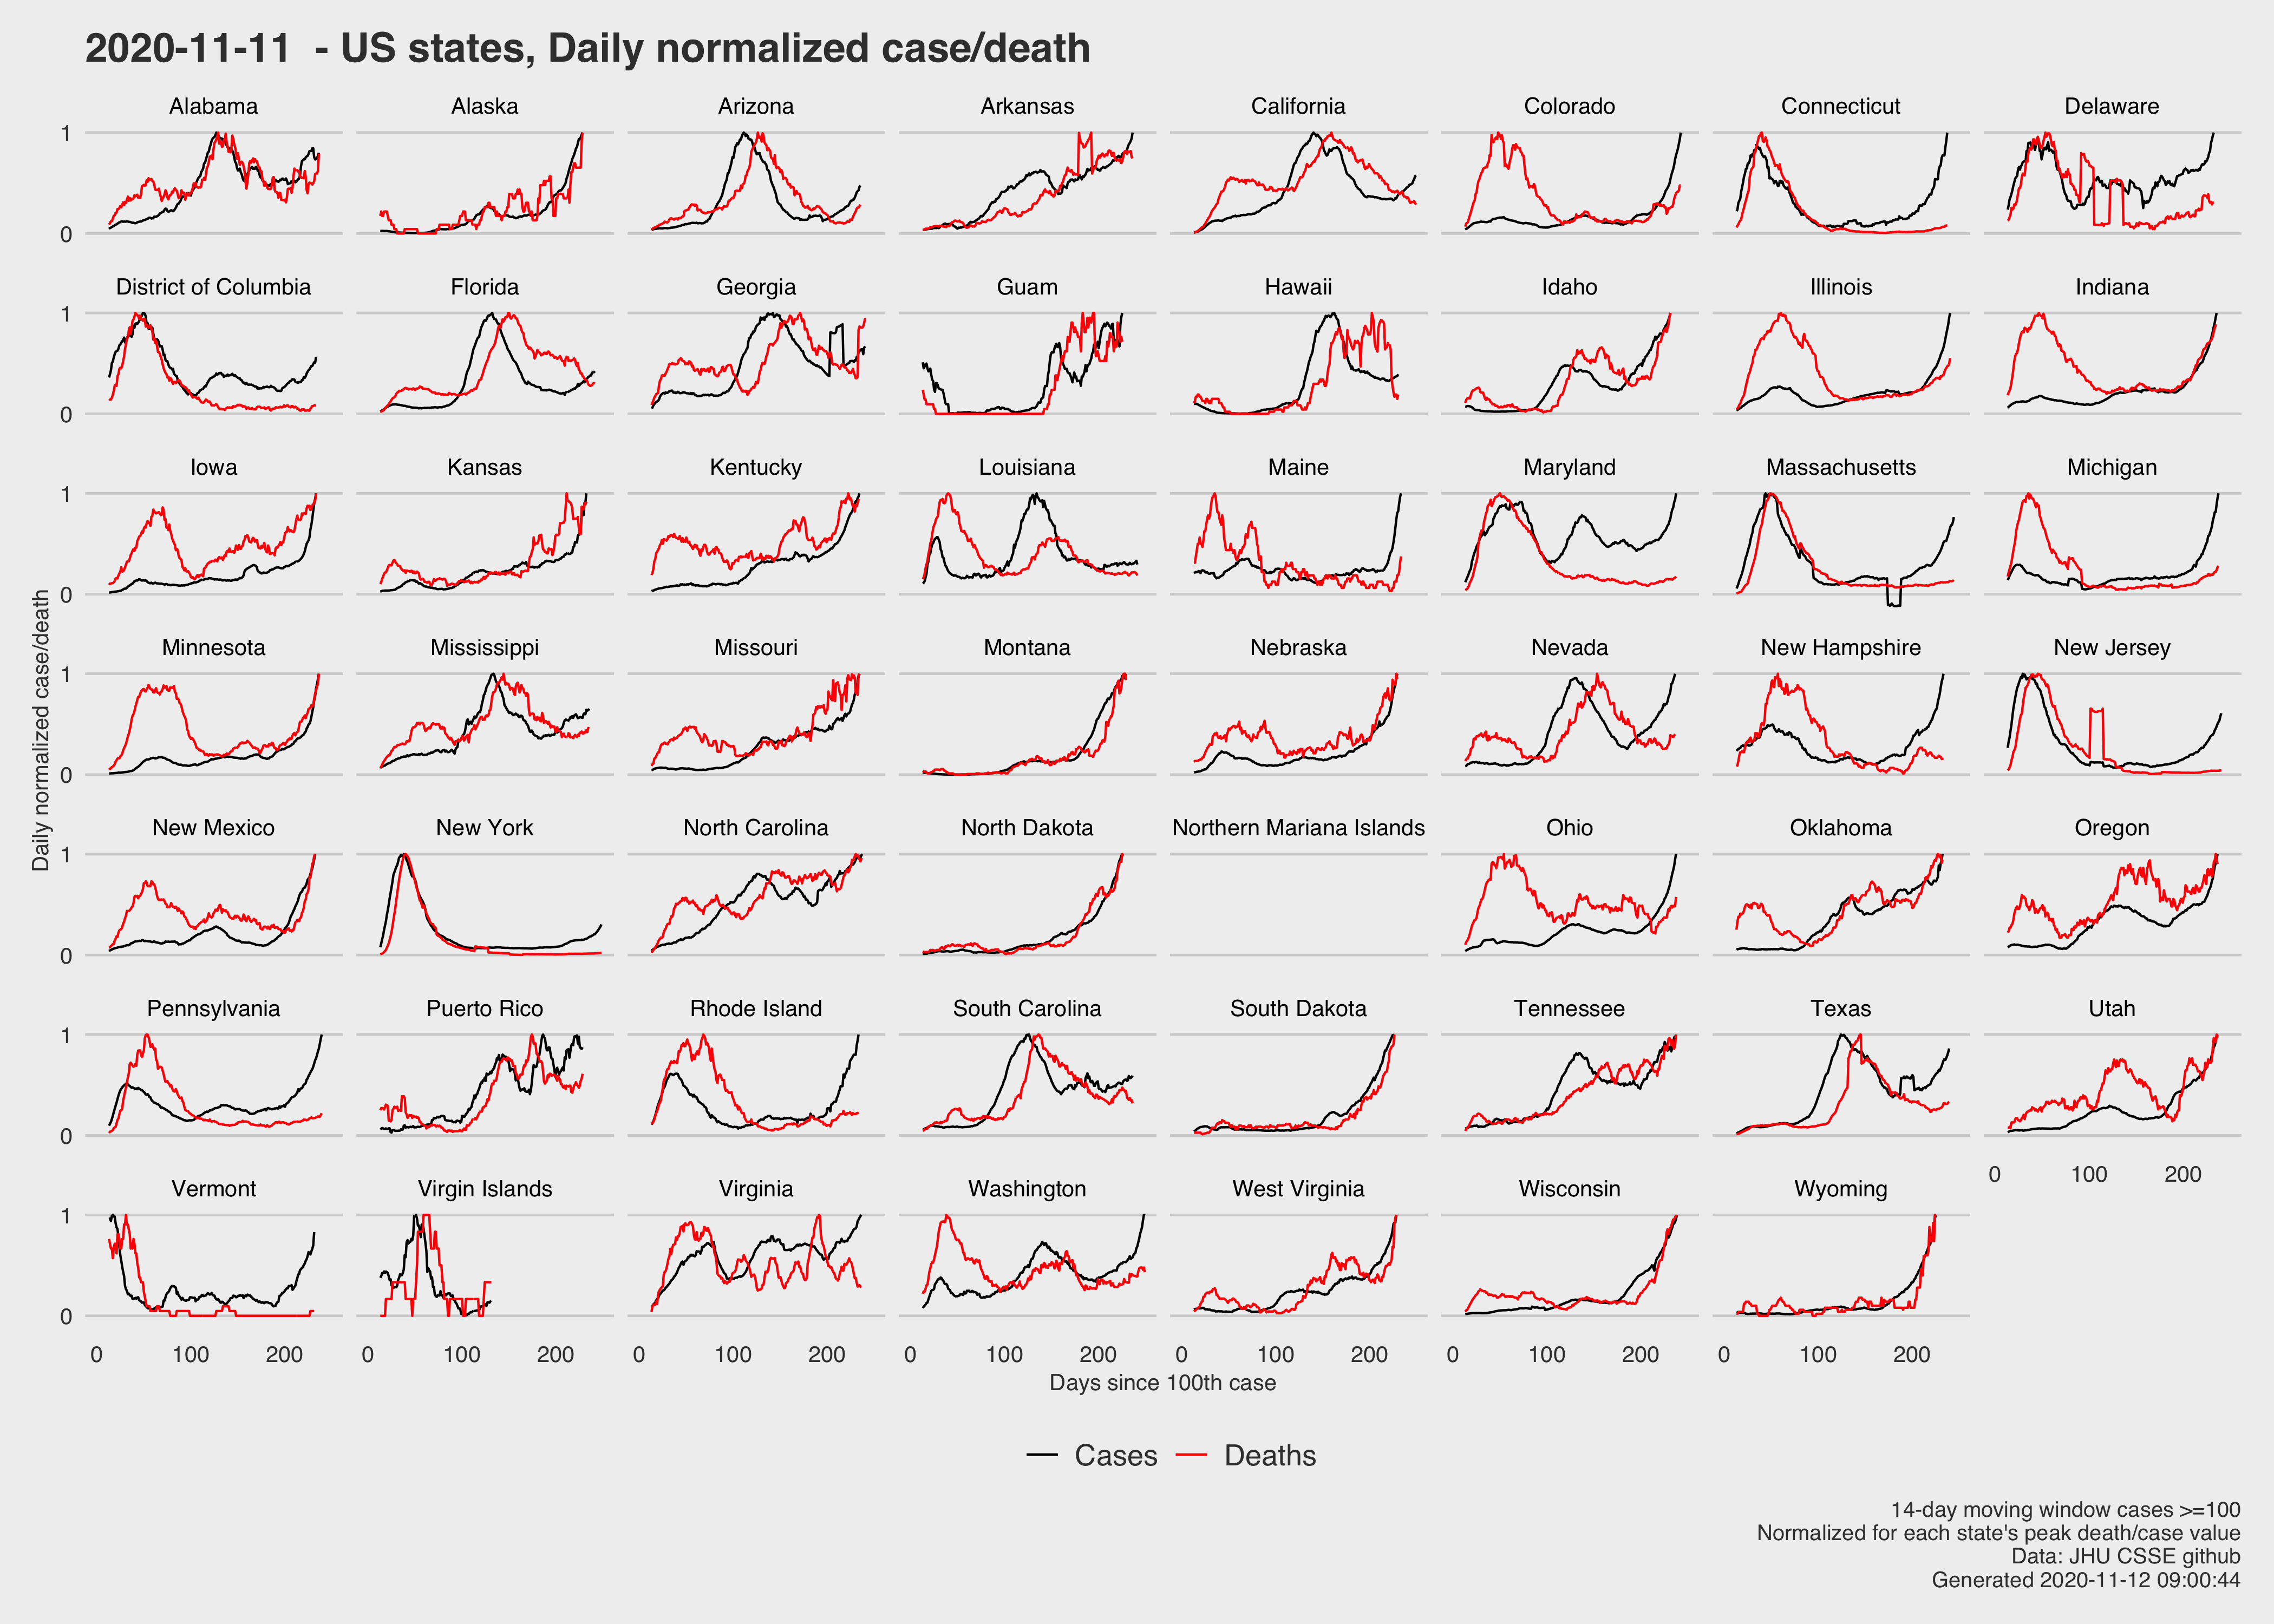 2020-11-11  - US states, Daily normalized case/death
Alabama Alaska Arizona Arkansas California Colorado Connecticut Delaware
1
0
District of Columbia Florida Georgia Guam Hawaii Idaho Illinois Indiana
1
0
Iowa Kansas Kentucky Louisiana Maine Maryland Massachusetts Michigan
1
0
Daily normalized case/death
Minnesota Mississippi Missouri Montana Nebraska Nevada New Hampshire New Jersey
1
0
New Mexico New York North Carolina North Dakota Northern Mariana Islands Ohio Oklahoma Oregon
1
0
Pennsylvania Puerto Rico Rhode Island South Carolina South Dakota Tennessee Texas Utah
1
0
0 100 200
Vermont Virgin Islands Virginia Washington West Virginia Wisconsin Wyoming
1
0
0 100 200 0 100 200 0 100 200 0 100 200 0 100 200 0 100 200 0 100 200
Days since 100th case
Cases Deaths
14-day moving window cases >=100
Normalized for each state's peak death/case value
Data: JHU CSSE github
Generated 2020-11-12 09:00:44